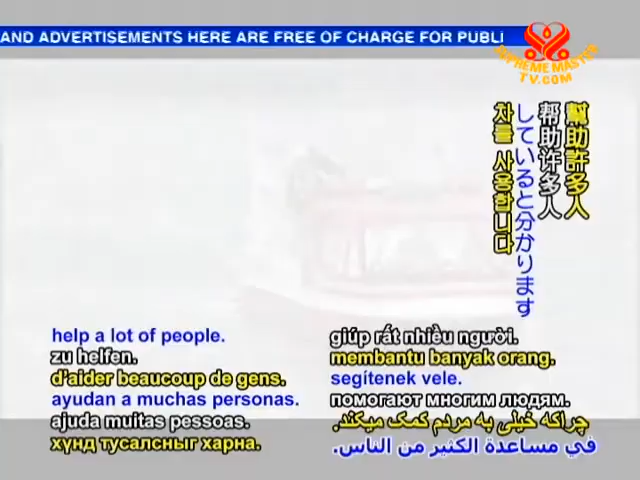 AND ADVERTISEMENTS HERE ARE FREE OF CHARGE FOR PUBLI
SUPREME MASTER
TV.COM
幫助許多人
帮助许多人
していると分かります
차를 사용합니다
help a lot of people.
zu helfen.
d'aider beaucoup de gens.
ayudan a muchas personas.
ajuda muitas pessoas.
хүнд тусалсныг харна.
giúp rất nhiều người.
membantu banyak orang.
segítenek vele.
помогают многим людям.
چراکه خیلی به مردم کمک میکند.
في مساعدة الكثير من الناس.